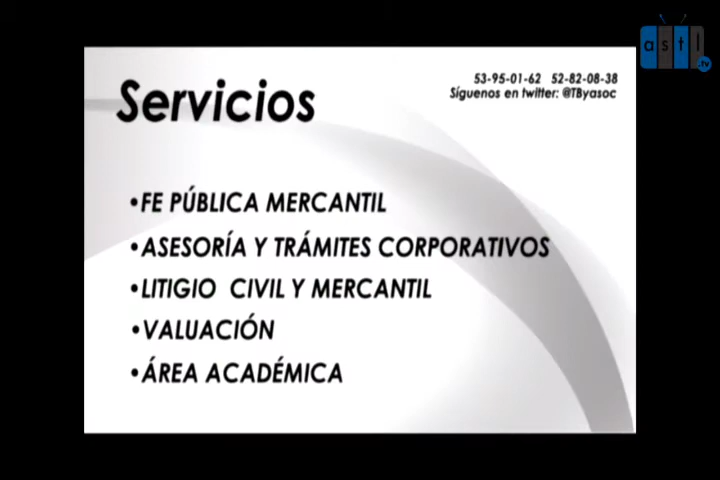 astl.tv
53-95-01-62 52-82-08-38
Síguenos en twitter: @TByasoc
Servicios
•FE PÚBLICA MERCANTIL
•ASESORÍA Y TRÁMITES CORPORATIVOS
•LITIGIO CIVIL Y MERCANTIL
•VALUACIÓN
•ÁREA ACADÉMICA